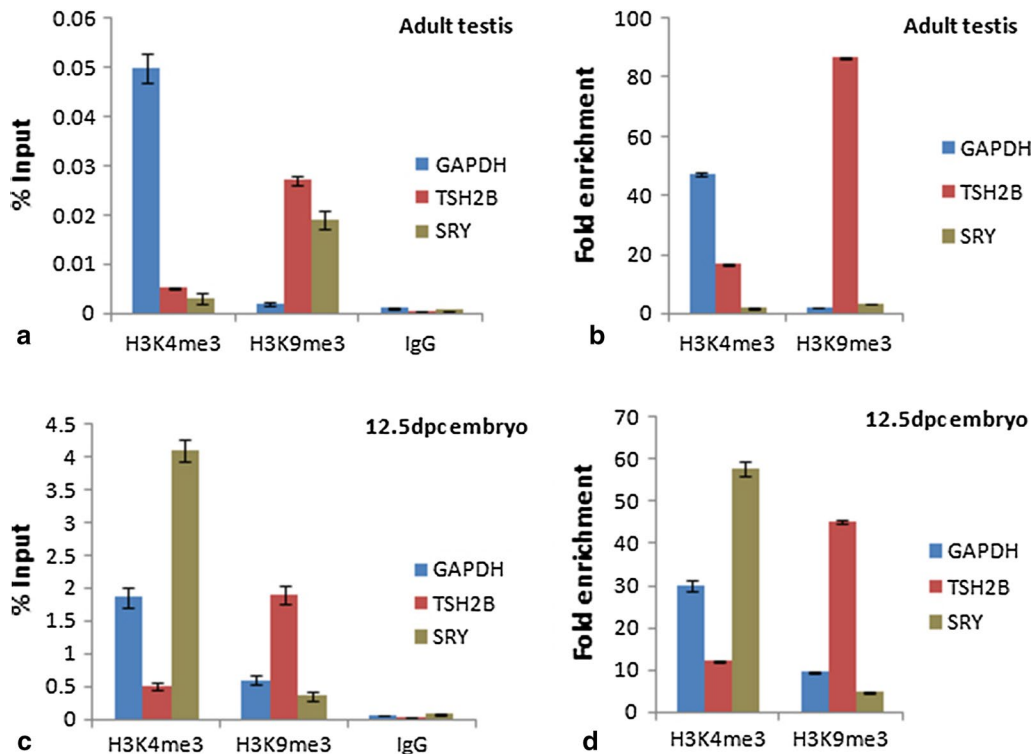 Adult testis
% Input
0.06
0.05
0.04
0.03
0.02
0.01
0
GAPDH
TSH2B
SRY
H3K4me3 H3K9me3 IgG
a
Adult testis
Fold enrichment
100
80
60
40
20
0
GAPDH
TSH2B
SRY
H3K4me3 H3K9me3
b
12.5dpc embryo
% Input
4.5
4
3.5
3
2.5
2
1.5
1
0.5
0
GAPDH
TSH2B
SRY
H3K4me3 H3K9me3 IgG
c
12.5dpc embryo
Fold enrichment
70
60
50
40
30
20
10
0
GAPDH
TSH2B
SRY
H3K4me3 H3K9me3
d